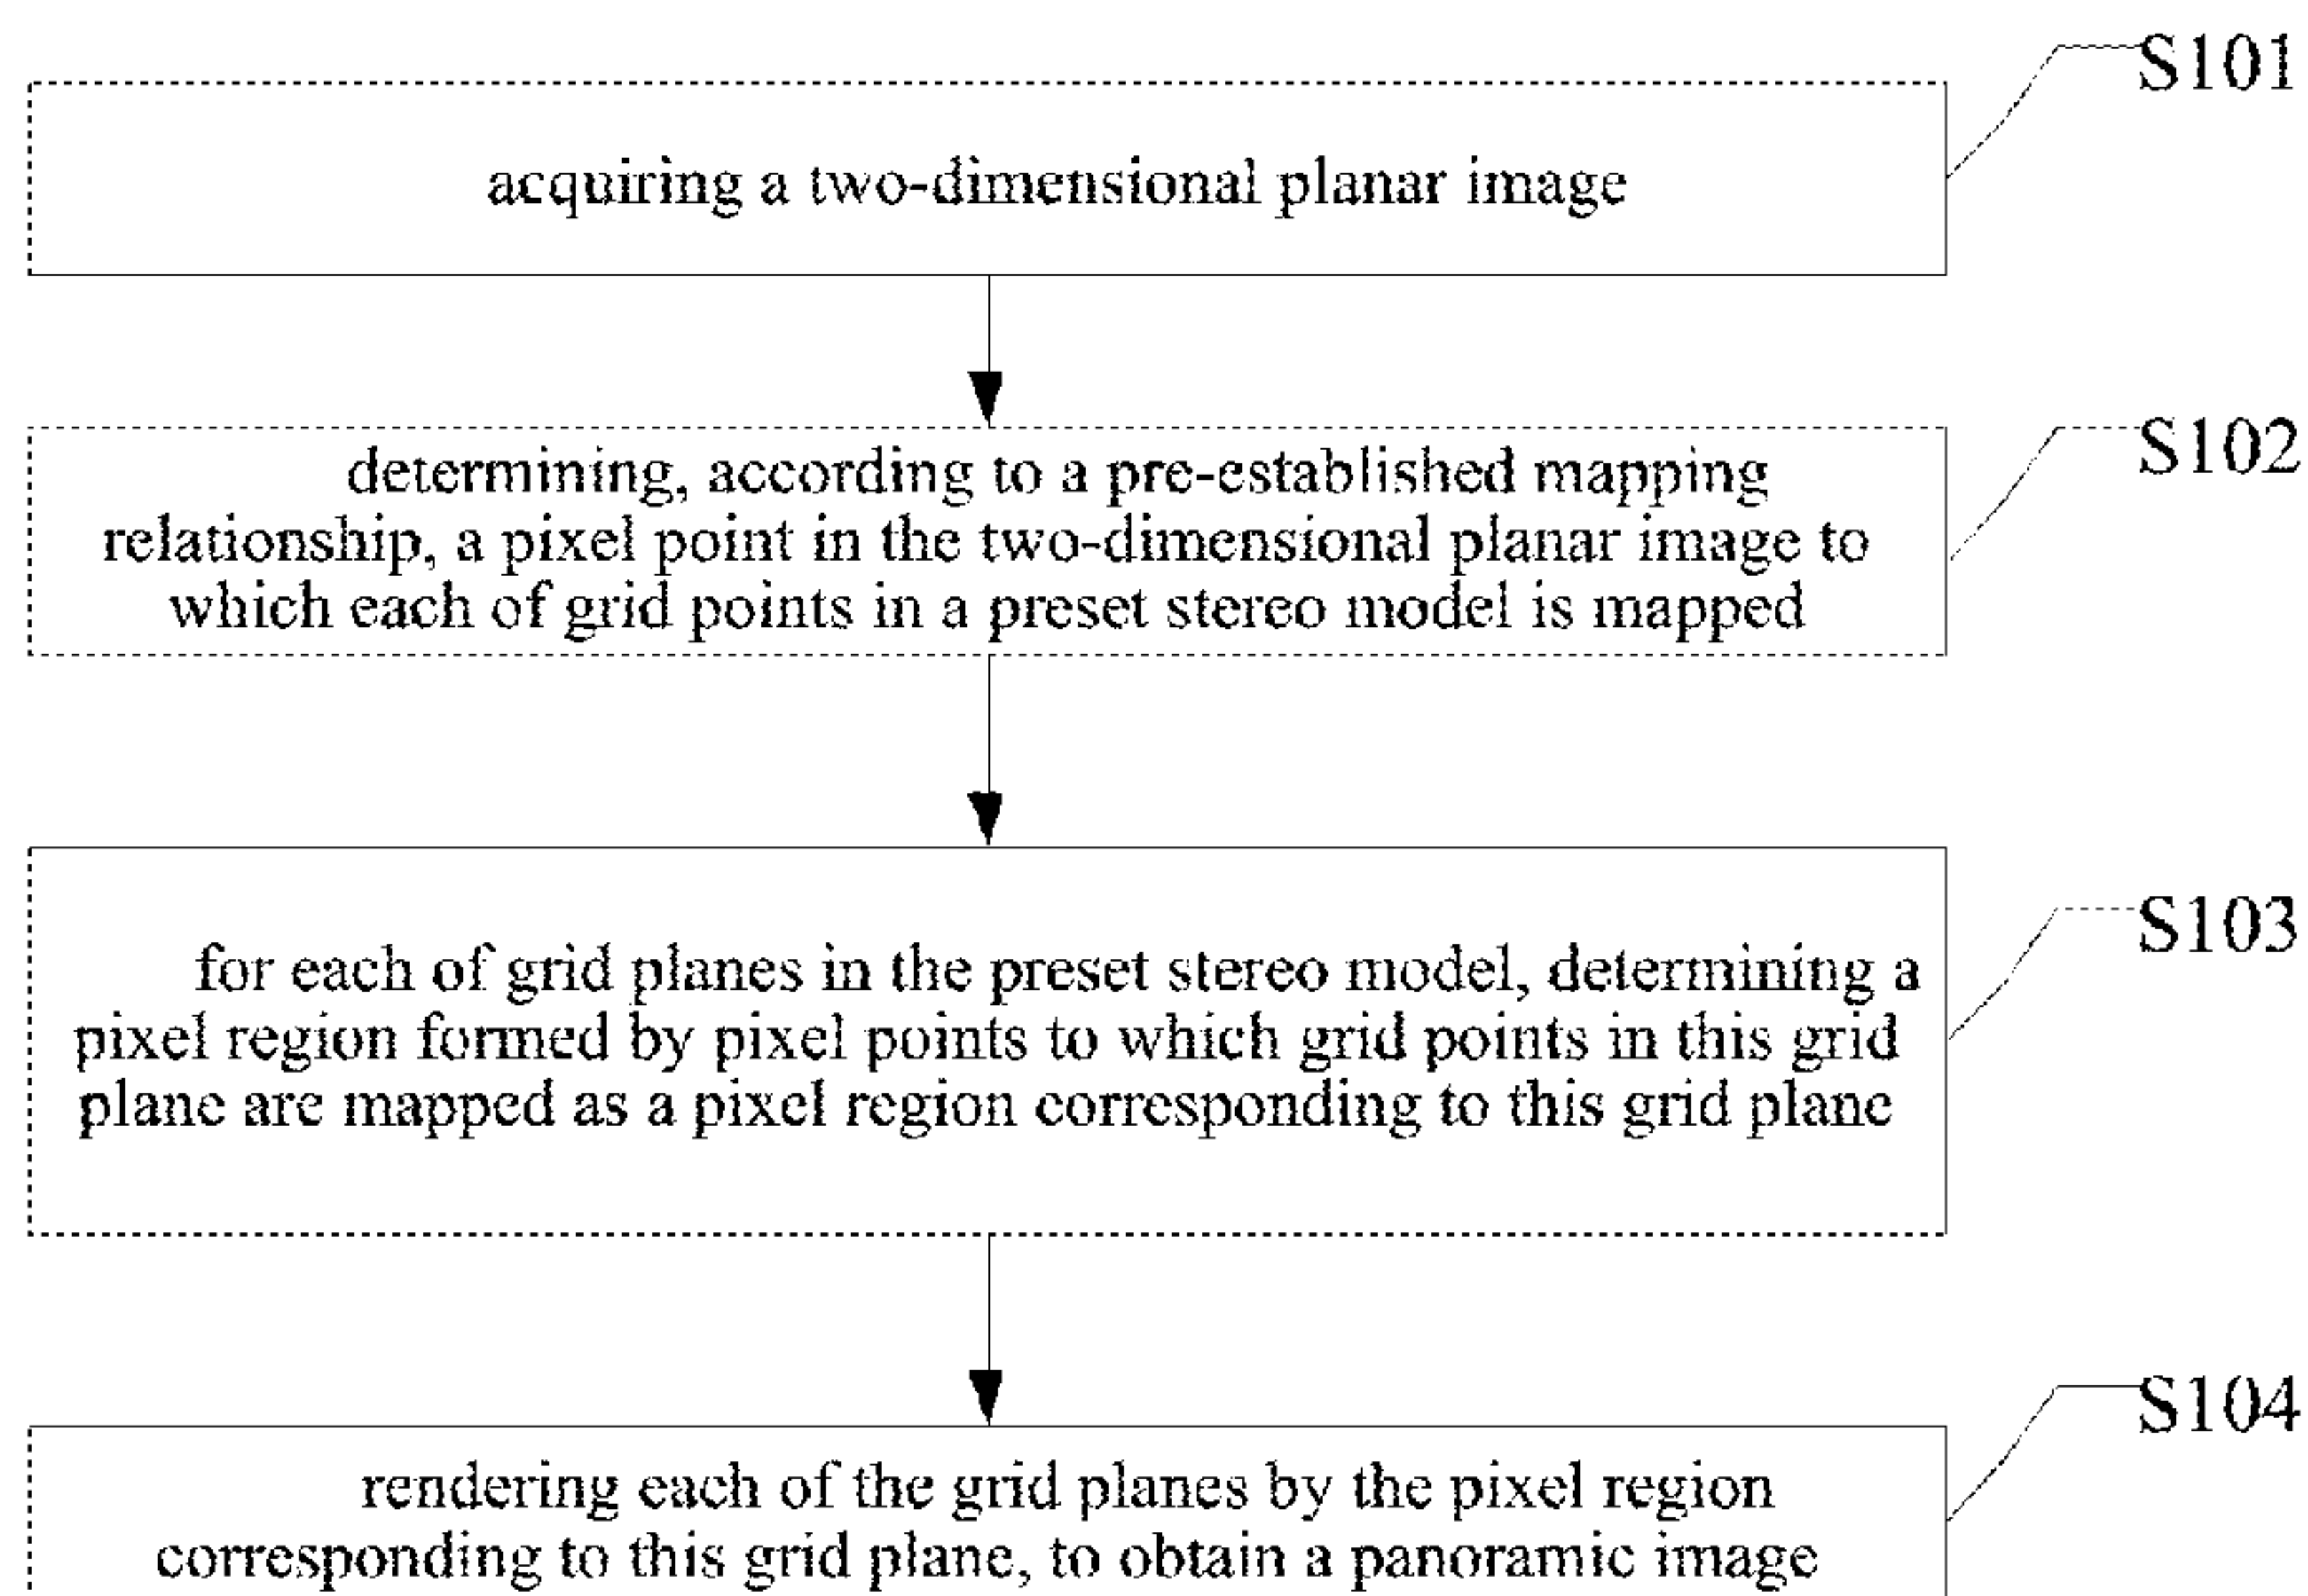 S101
acquiring a two-dimensional planar image
S102
determining, according to a pre-established mapping
relationship, a pixel point in the two-dimensional planar image to
which each of grid points in a preset stereo model is mapped
S103
for each of grid planes in the preset stereo model, determining a
pixel region formed by pixel points to which grid points in this grid
plane are mapped as a pixel region corresponding to this grid plane
S104
rendering each of the grid planes by the pixel region
corresponding to this grid plane, to obtain a panoramic image